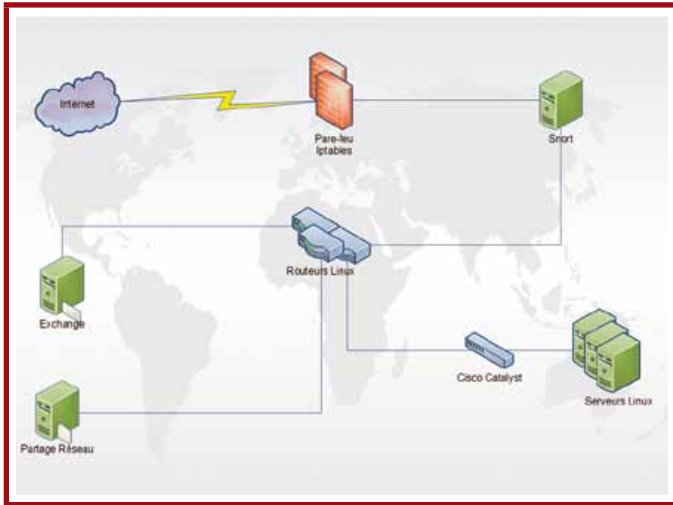 Internet
Pare-feu
Iptables
Snort
Routeurs Linux
Exchange
Cisco Catalyst
Serveurs Linux
Partage Réseau